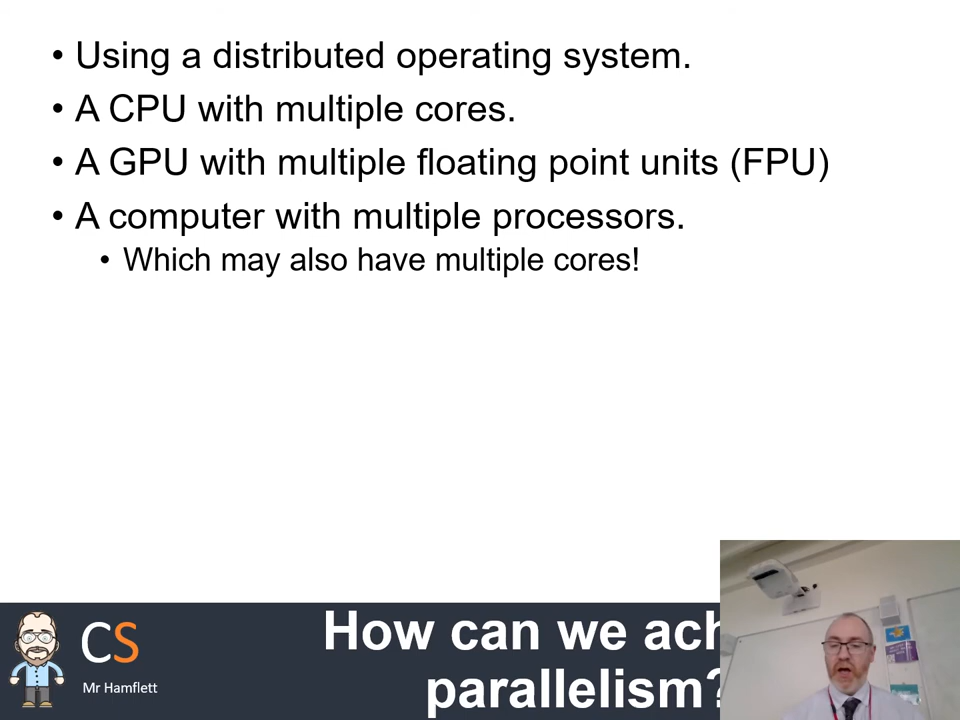 • Using a distributed operating system.
• A CPU with multiple cores.
• A GPU with multiple floating point units (FPU)
• A computer with multiple processors.
• Which may also have multiple cores!
How can we ach
parallelism?
CS
Mr Hamflett